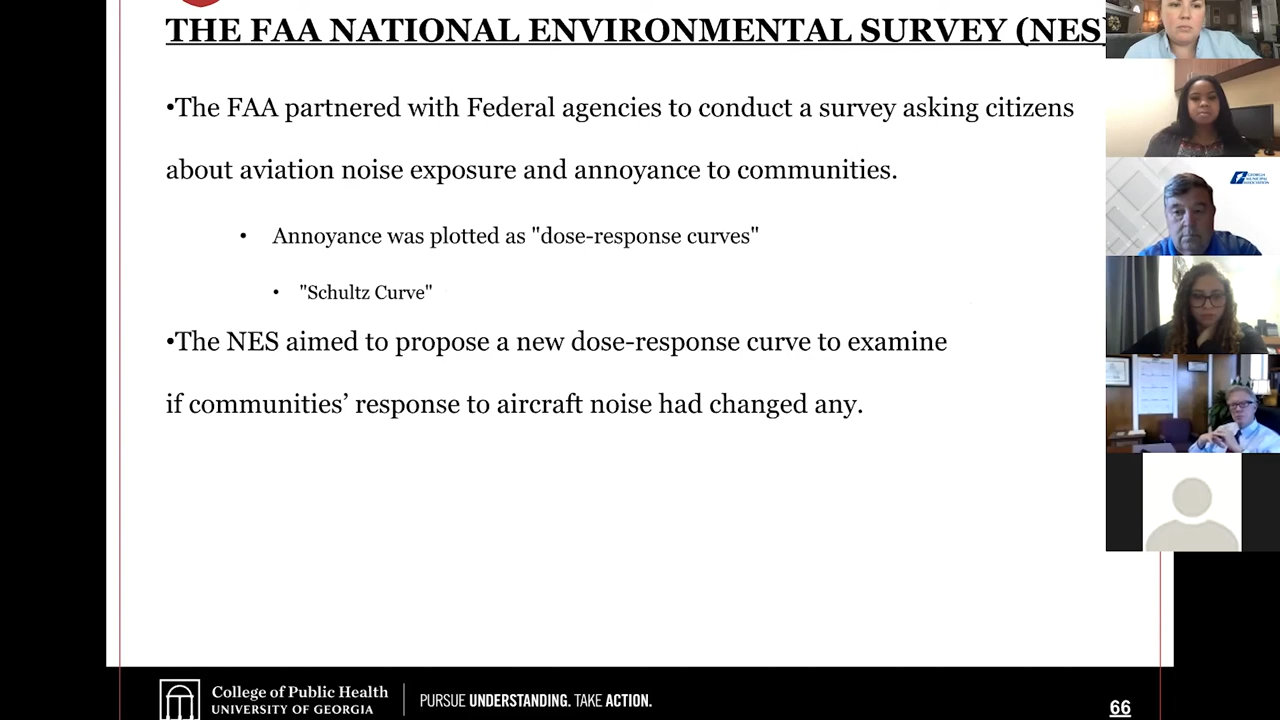 THE FAA NATIONAL ENVIRONMENTAL SURVEY (NES)
•The FAA partnered with Federal agencies to conduct a survey asking citizens
about aviation noise exposure and annoyance to communities.
• Annoyance was plotted as "dose-response curves"
• "Schultz Curve"
•The NES aimed to propose a new dose-response curve to examine
if communities’ response to aircraft noise had changed any.
GEORGIA
MUNICIPAL
ASSOCIATION
College of Public Health
UNIVERSITY OF GEORGIA
PURSUE UNDERSTANDING. TAKE ACTION.
66